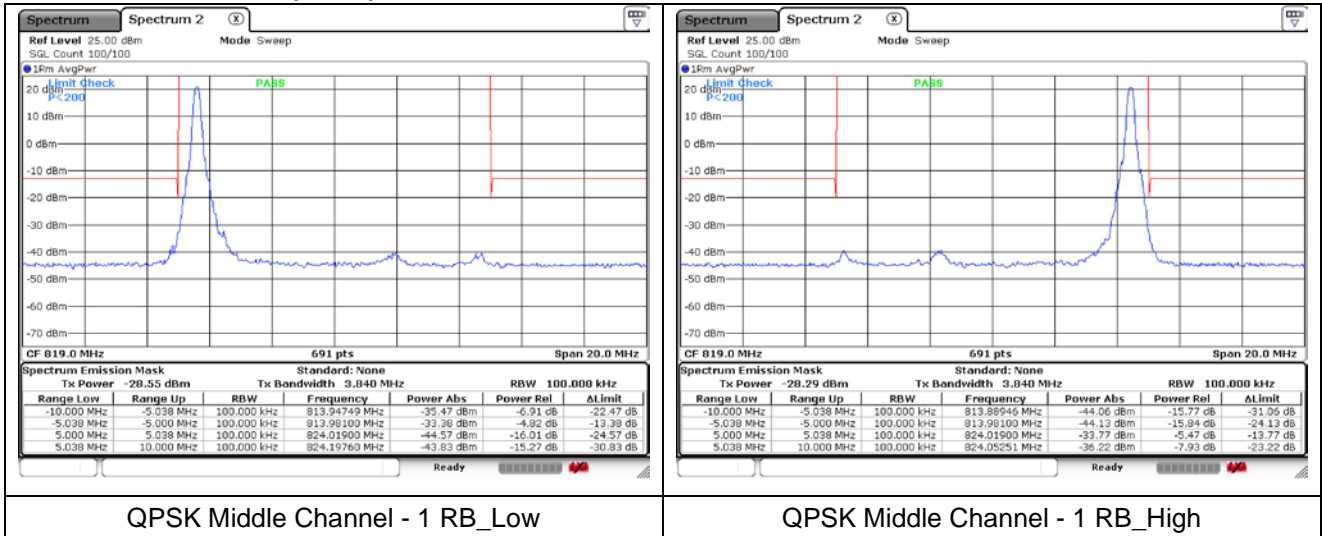 Spectrum Spectrum 2 X
Ref Level 25.00 dBm Mode Sweep
SGL Count 100/100
1Rm AvgPwr
Limit Check PASS
20 dBm
P<200
10 dBm
0 dBm
-10 dBm
-20 dBm
-30 dBm
-40 dBm
-50 dBm
-60 dBm
-70 dBm
CF 819.0 MHz 691 pts Span 20.0 MHz
Spectrum Emission Mask Standard: None
Tx Power -28.55 dBm Tx Bandwidth 3.840 MHz RBW 100.000 kHz
Range Low Range Up RBW Frequency Power Abs Power Rel ΔLimit
-10.000 MHz -5.038 MHz 100.000 kHz 813.94749 MHz -35.47 dBm -6.91 dB -22.47 dB
-5.038 MHz -5.000 MHz 100.000 kHz 813.98100 MHz -33.38 dBm -4.82 dB -13.38 dB
5.000 MHz 5.038 MHz 100.000 kHz 824.01900 MHz -44.57 dBm -16.01 dB -24.57 dB
5.038 MHz 10.000 MHz 100.000 kHz 824.19760 MHz -43.83 dBm -15.27 dB -30.83 dB
Ready
QPSK Middle Channel - 1 RB_Low
Spectrum Spectrum 2 X
Ref Level 25.00 dBm Mode Sweep
SGL Count 100/100
1Rm AvgPwr
Limit Check PASS
20 dBm
P<200
10 dBm
0 dBm
-10 dBm
-20 dBm
-30 dBm
-40 dBm
-50 dBm
-60 dBm
-70 dBm
CF 819.0 MHz 691 pts Span 20.0 MHz
Spectrum Emission Mask Standard: None
Tx Power -28.29 dBm Tx Bandwidth 3.840 MHz RBW 100.000 kHz
Range Low Range Up RBW Frequency Power Abs Power Rel ΔLimit
-10.000 MHz -5.038 MHz 100.000 kHz 813.88946 MHz -44.06 dBm -15.77 dB -31.06 dB
-5.038 MHz -5.000 MHz 100.000 kHz 813.98100 MHz -44.13 dBm -15.84 dB -24.13 dB
5.000 MHz 5.038 MHz 100.000 kHz 824.01900 MHz -33.77 dBm -5.47 dB -13.77 dB
5.038 MHz 10.000 MHz 100.000 kHz 824.05251 MHz -36.22 dBm -7.93 dB -23.22 dB
Ready
QPSK Middle Channel - 1 RB_High